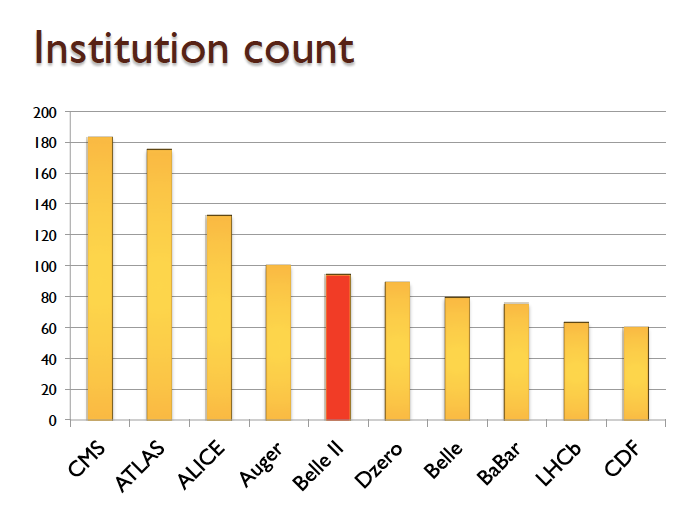 Institution count
200
180
160
140
120
100
80
60
40
20
0
CMS
ATLAS
ALICE
Auger
Belle II
Dzero
Belle
BaBar
LHCb
CDF